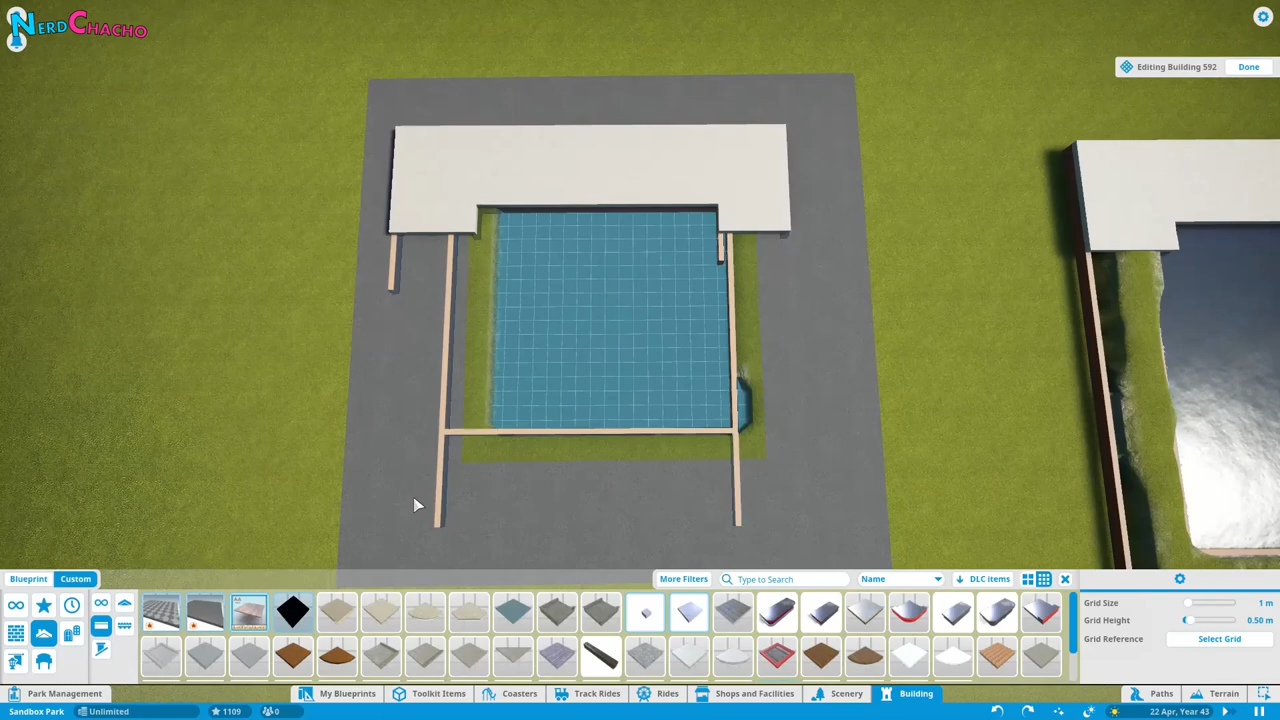 NERDCHACHO
Editing Building 592
Done
Blueprint
Custom
More Filters
Type to Search
Name
DLC items
Grid Size
1 m
Grid Height
0.50 m
Grid Reference
Select Grid
Park Management
My Blueprints
Toolkit Items
Coasters
Track Rides
Rides
Shops and Facilities
Scenery
Building
Paths
Terrain
Sandbox Park
Unlimited
1109
0
22 Apr, Year 43